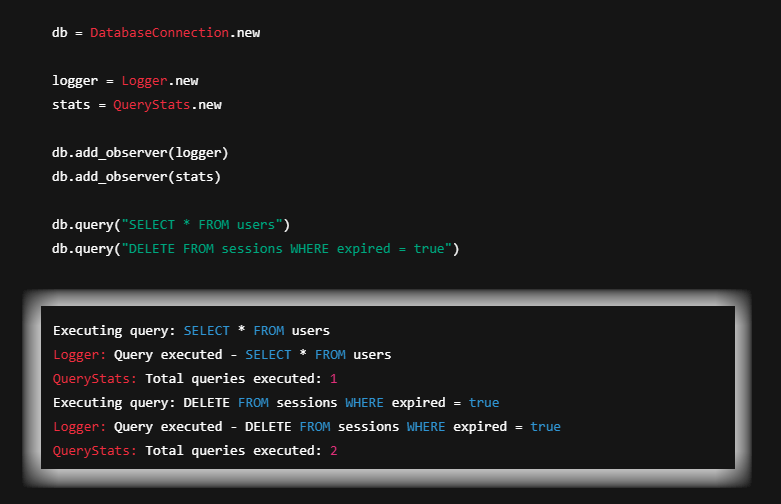 db = DatabaseConnection.new
logger = Logger.new
stats = QueryStats.new
db.add_observer(logger)
db.add_observer(stats)
db.query("SELECT * FROM users")
db.query("DELETE FROM sessions WHERE expired = true")
Executing query: SELECT * FROM users
Logger: Query executed - SELECT * FROM users
QueryStats: Total queries executed: 1
Executing query: DELETE FROM sessions WHERE expired = true
Logger: Query executed - DELETE FROM sessions WHERE expired = true
QueryStats: Total queries executed: 2